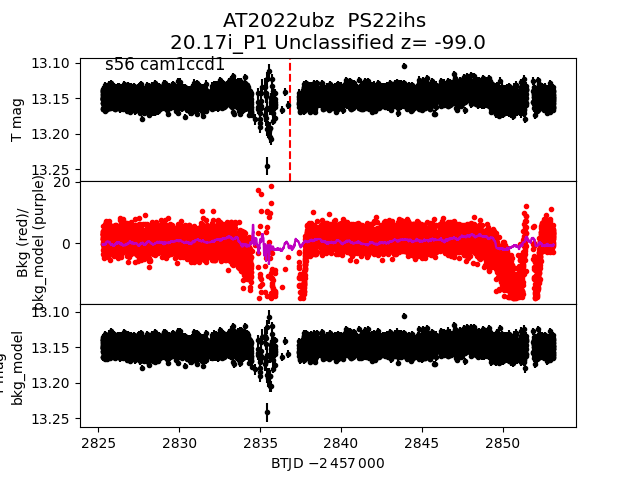 AT2022ubz  PS22ihs
20.17i_P1 Unclassified z= -99.0
s56 cam1ccd1
T mag
13.10
13.15
13.20
13.25
Bkg (red)/
bkg_model (purple)
20
0
T mag
bkg_model
13.10
13.15
13.20
13.25
2825
2830
2835
2840
2845
2850
BTJD −2 457 000